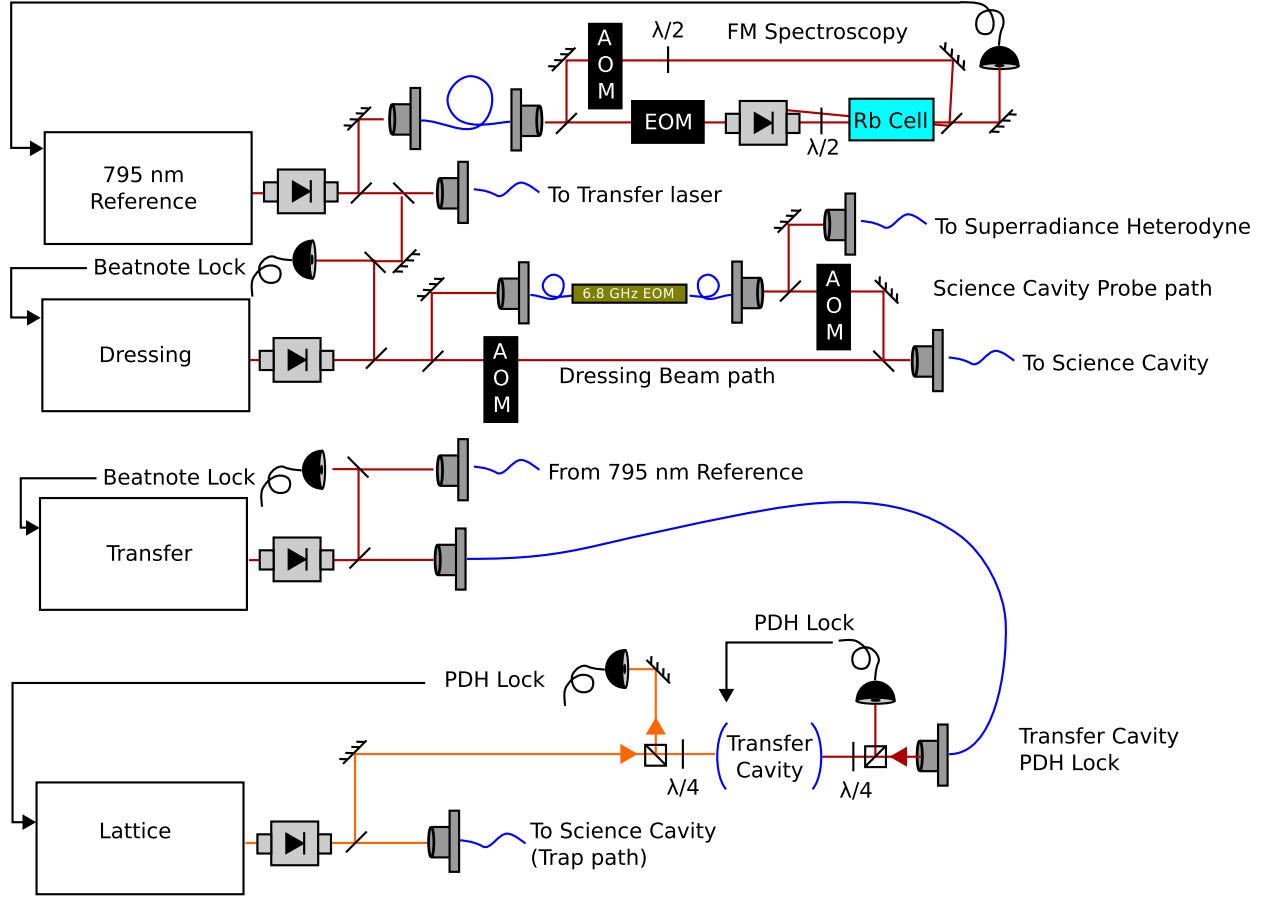 λ/2
FM Spectroscopy
A
O
M
EOM
Rb Cell
λ/2
795 nm
Reference
To Transfer laser
To Superradiance Heterodyne
Beatnote Lock
A
O
M
6.8 GHz EOM
Science Cavity Probe path
Dressing
A
O
M
Dressing Beam path
To Science Cavity
Beatnote Lock
From 795 nm Reference
Transfer
PDH Lock
PDH Lock
Transfer
Cavity
λ/4
λ/4
Transfer Cavity
PDH Lock
Lattice
To Science Cavity
(Trap path)